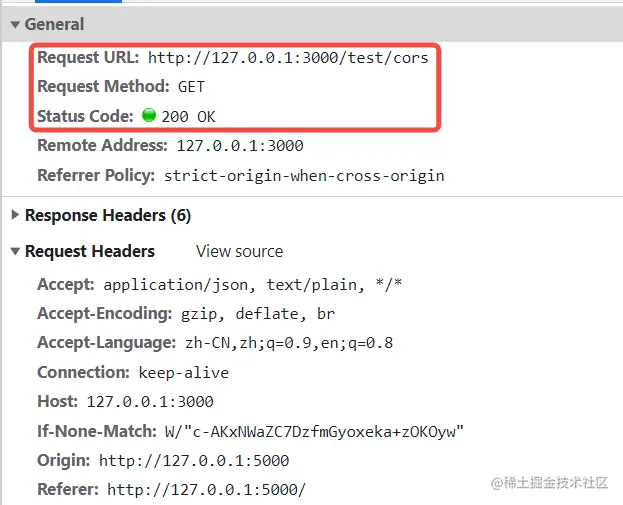 General
Request URL: http://127.0.0.1:3000/test/cors
Request Method: GET
Status Code: 200 OK
Remote Address: 127.0.0.1:3000
Referrer Policy: strict-origin-when-cross-origin
Response Headers (6)
Request Headers View source
Accept: application/json, text/plain, */*
Accept-Encoding: gzip, deflate, br
Accept-Language: zh-CN,zh;q=0.9,en;q=0.8
Connection: keep-alive
Host: 127.0.0.1:3000
If-None-Match: W/"c-AKxNWaZC7DzfmGyoxeka+zOKOyw"
Origin: http://127.0.0.1:5000
Referer: http://127.0.0.1:5000/
@稀土掘金技术社区